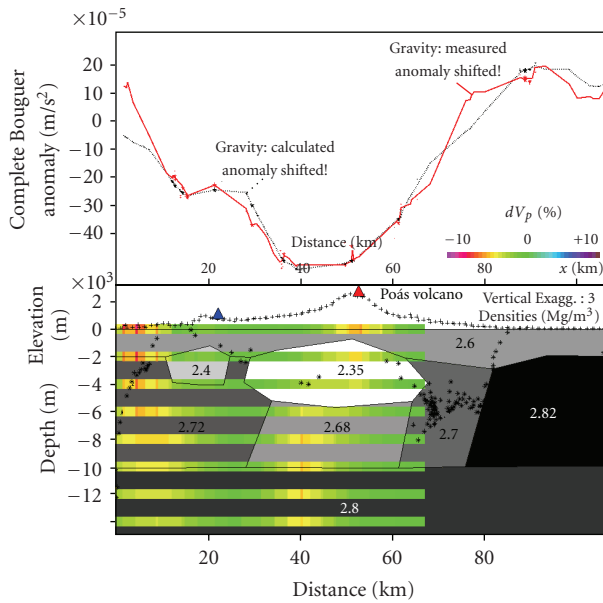 ×10⁻⁵
20
10
0
−10
−20
−30
−40
Complete Bouguer
anomaly (m/s²)
Gravity: measured
anomaly shifted!
Gravity: calculated
anomaly shifted!
dVp (%)
−10 0 +10
Distance (km)
x (km)
20 40 60 80
×10³
Elevation
(m)
Depth (m)
2
0
−2
−4
−6
−8
−10
−12
Poás volcano
Vertical Exagg. : 3
Densities (Mg/m³)
2.6
2.4
2.35
2.72
2.68
2.7
2.82
2.8
20 40 60 80
Distance (km)